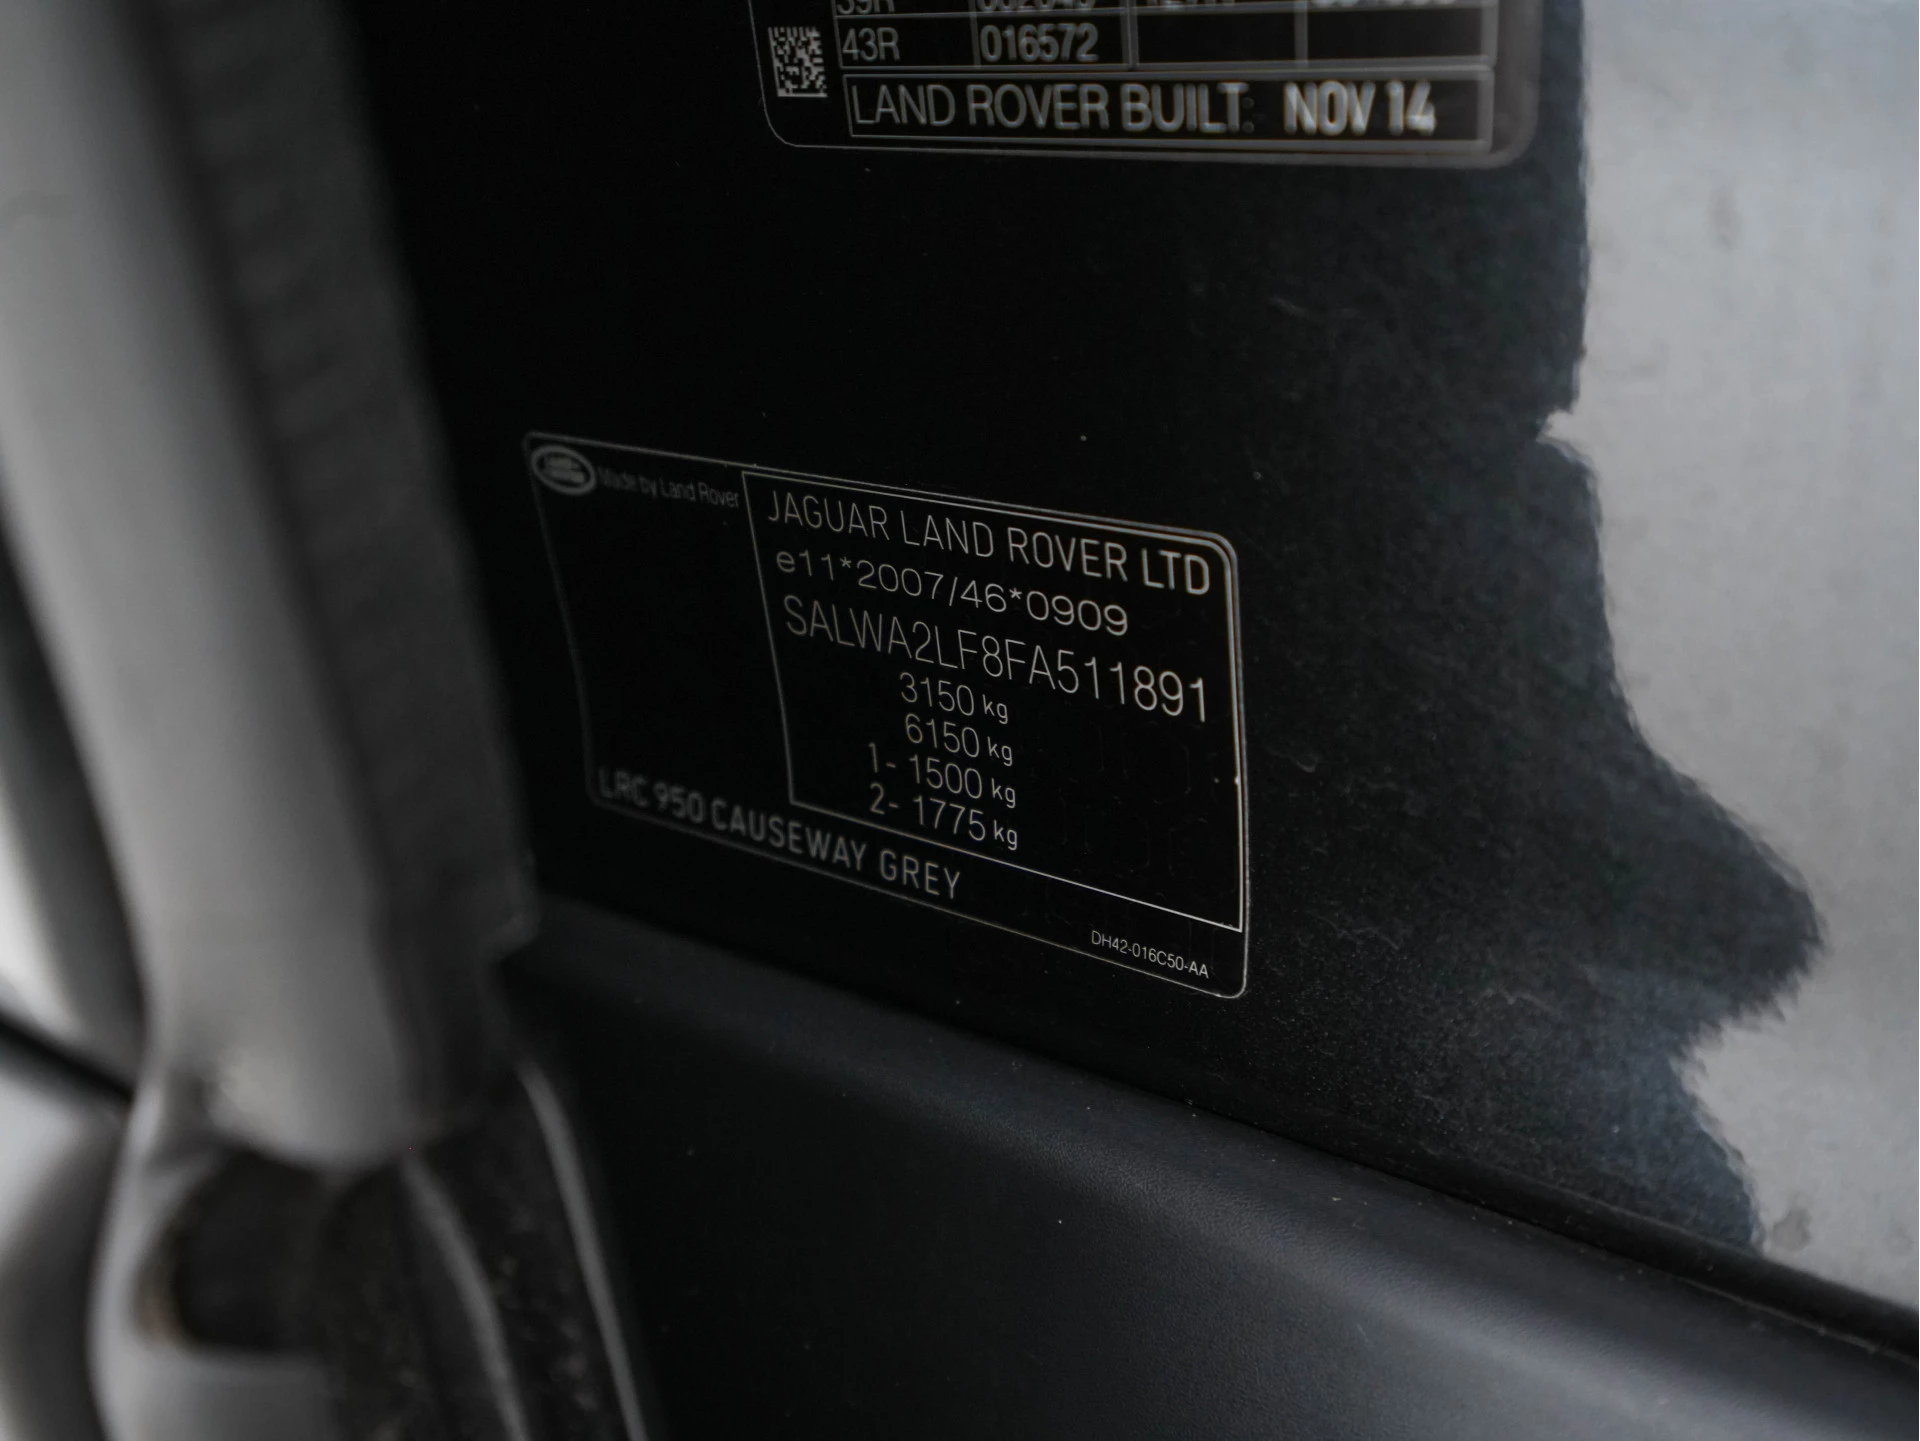 43R 016572
LAND ROVER BUILT: NOV 14
Made by Land Rover
JAGUAR LAND ROVER LTD
e11*2007/46*0909
SALWA2LF8FA511891
3150 kg
6150 kg
1- 1500 kg
2- 1775 kg
LRC 950 CAUSEWAY GREY
DH42-016C50-AA